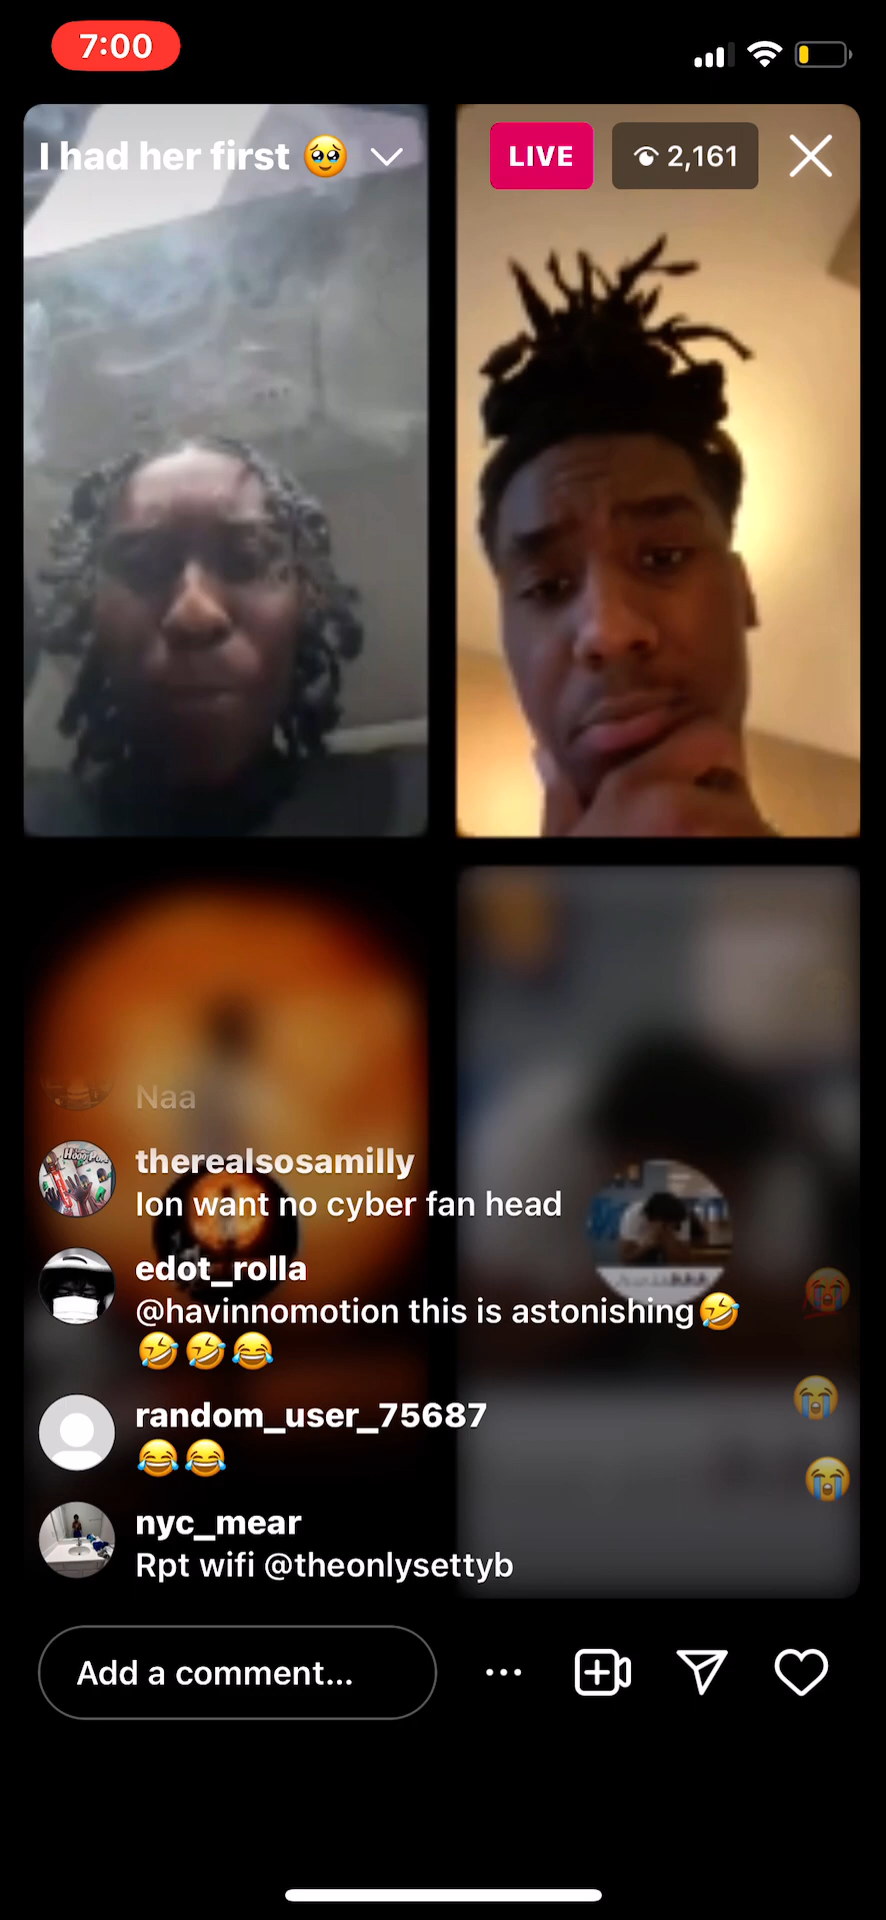 7:00
I had her first 🥹
LIVE
2,161
Naa
therealsosamilly
Ion want no cyber fan head
edot_rolla
@havinnomotion this is astonishing🤣
🤣🤣😂
random_user_75687
😂😂
nyc_mear
Rpt wifi @theonlysettyb
Add a comment...